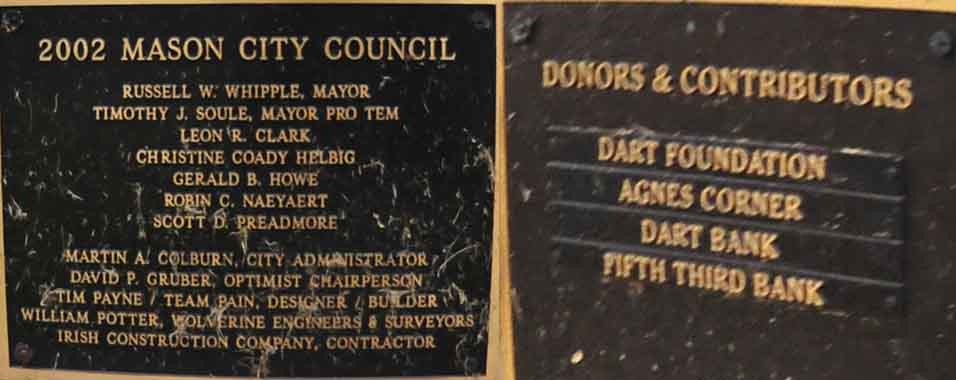 2002 MASON CITY COUNCIL
RUSSELL W. WHIPPLE, MAYOR
TIMOTHY J. SOULE, MAYOR PRO TEM
LEON R. CLARK
CHRISTINE COADY HELBIG
GERALD B. HOWE
ROBIN C. NAEYAERT
SCOTT D. PREADMORE
MARTIN A. COLBURN, CITY ADMINISTRATOR
DAVID P. GRUBER, OPTIMIST CHAIRPERSON
TIM PAYNE / TEAM PAIN, DESIGNER / BUILDER
WILLIAM POTTER, WOLVERINE ENGINEERS & SURVEYORS
IRISH CONSTRUCTION COMPANY, CONTRACTOR
DONORS & CONTRIBUTORS
DART FOUNDATION
AGNES CORNER
DART BANK
FIFTH THIRD BANK